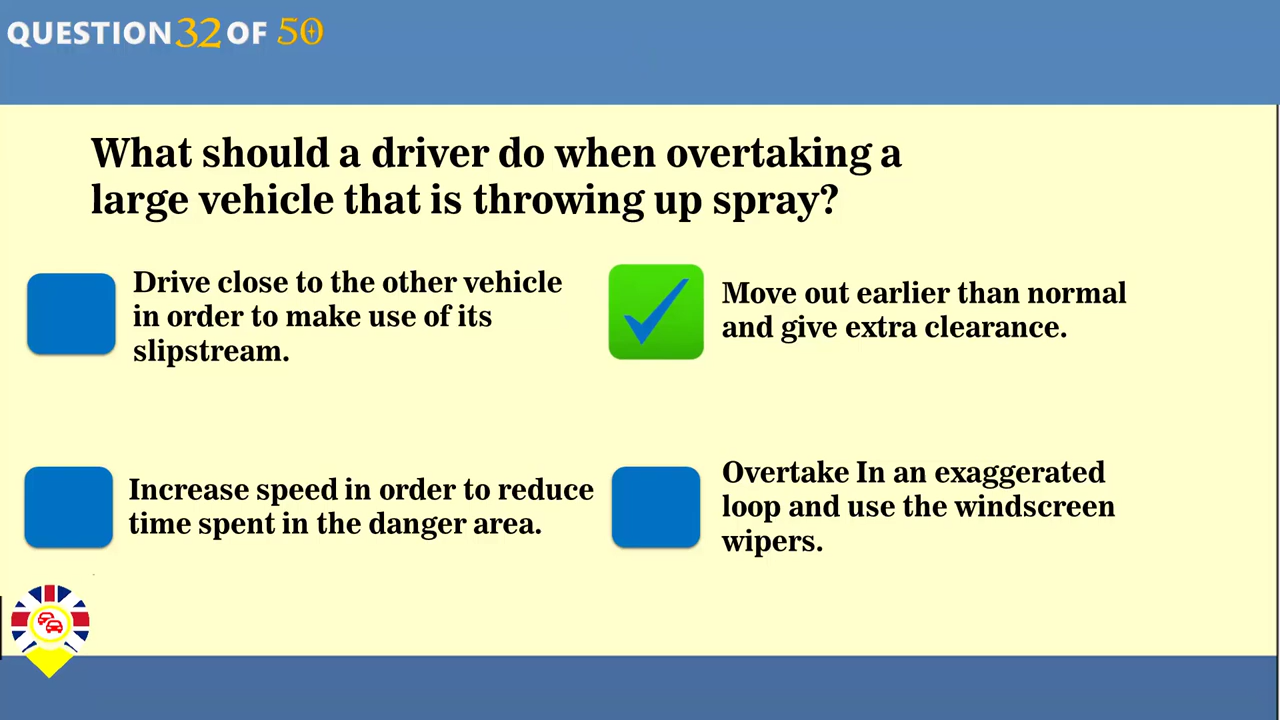 QUESTION 32 OF 50
What should a driver do when overtaking a
large vehicle that is throwing up spray?
Drive close to the other vehicle
in order to make use of its
slipstream.
Move out earlier than normal
and give extra clearance.
Increase speed in order to reduce
time spent in the danger area.
Overtake In an exaggerated
loop and use the windscreen
wipers.